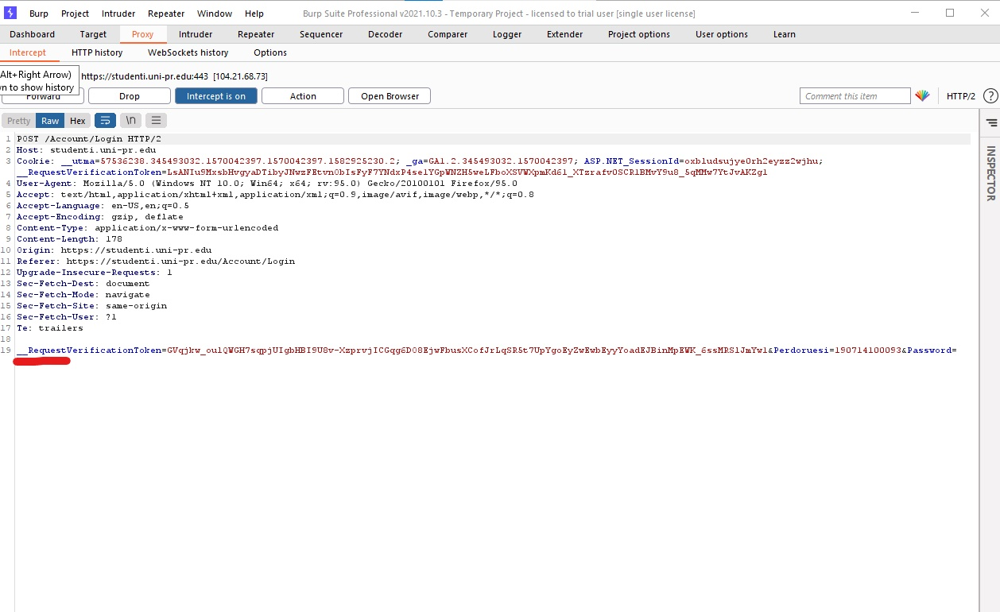 Burp Project Intruder Repeater Window Help Burp Suite Professional v2021.10.3 - Temporary Project - licensed to trial user [single user license]
Dashboard Target Proxy Intruder Repeater Sequencer Decoder Comparer Logger Extender Project options User options Learn
Intercept HTTP history WebSockets history Options
Alt+Right Arrow) https://studenti.uni-pr.edu:443 [104.21.68.73]
vn to show history
Forward Drop Intercept is on Action Open Browser Comment this item HTTP/2 ?
Pretty Raw Hex \n
INSPECTOR
1 POST /Account/Login HTTP/2
2 Host: studenti.uni-pr.edu
3 Cookie: __utma=57536238.345493032.1570042397.1570042397.1582925230.2; _ga=GA1.2.345493032.1570042397; ASP.NET_SessionId=
__RequestVerificationToken=
4 User-Agent: Mozilla/5.0 (Windows NT 10.0; Win64; x64; rv:95.0) Gecko/20100101 Firefox/95.0
5 Accept: text/html,application/xhtml+xml,application/xml;q=0.9,image/avif,image/webp,*/*;q=0.8
6 Accept-Language: en-US,en;q=0.5
7 Accept-Encoding: gzip, deflate
8 Content-Type: application/x-www-form-urlencoded
9 Content-Length: 178
10 Origin: https://studenti.uni-pr.edu
11 Referer: https://studenti.uni-pr.edu/Account/Login
12 Upgrade-Insecure-Requests: 1
13 Sec-Fetch-Dest: document
14 Sec-Fetch-Mode: navigate
15 Sec-Fetch-Site: same-origin
16 Sec-Fetch-User: ?1
17 Te: trailers
18
19 __RequestVerificationToken= &Perdoruesi=190714100093&Password=